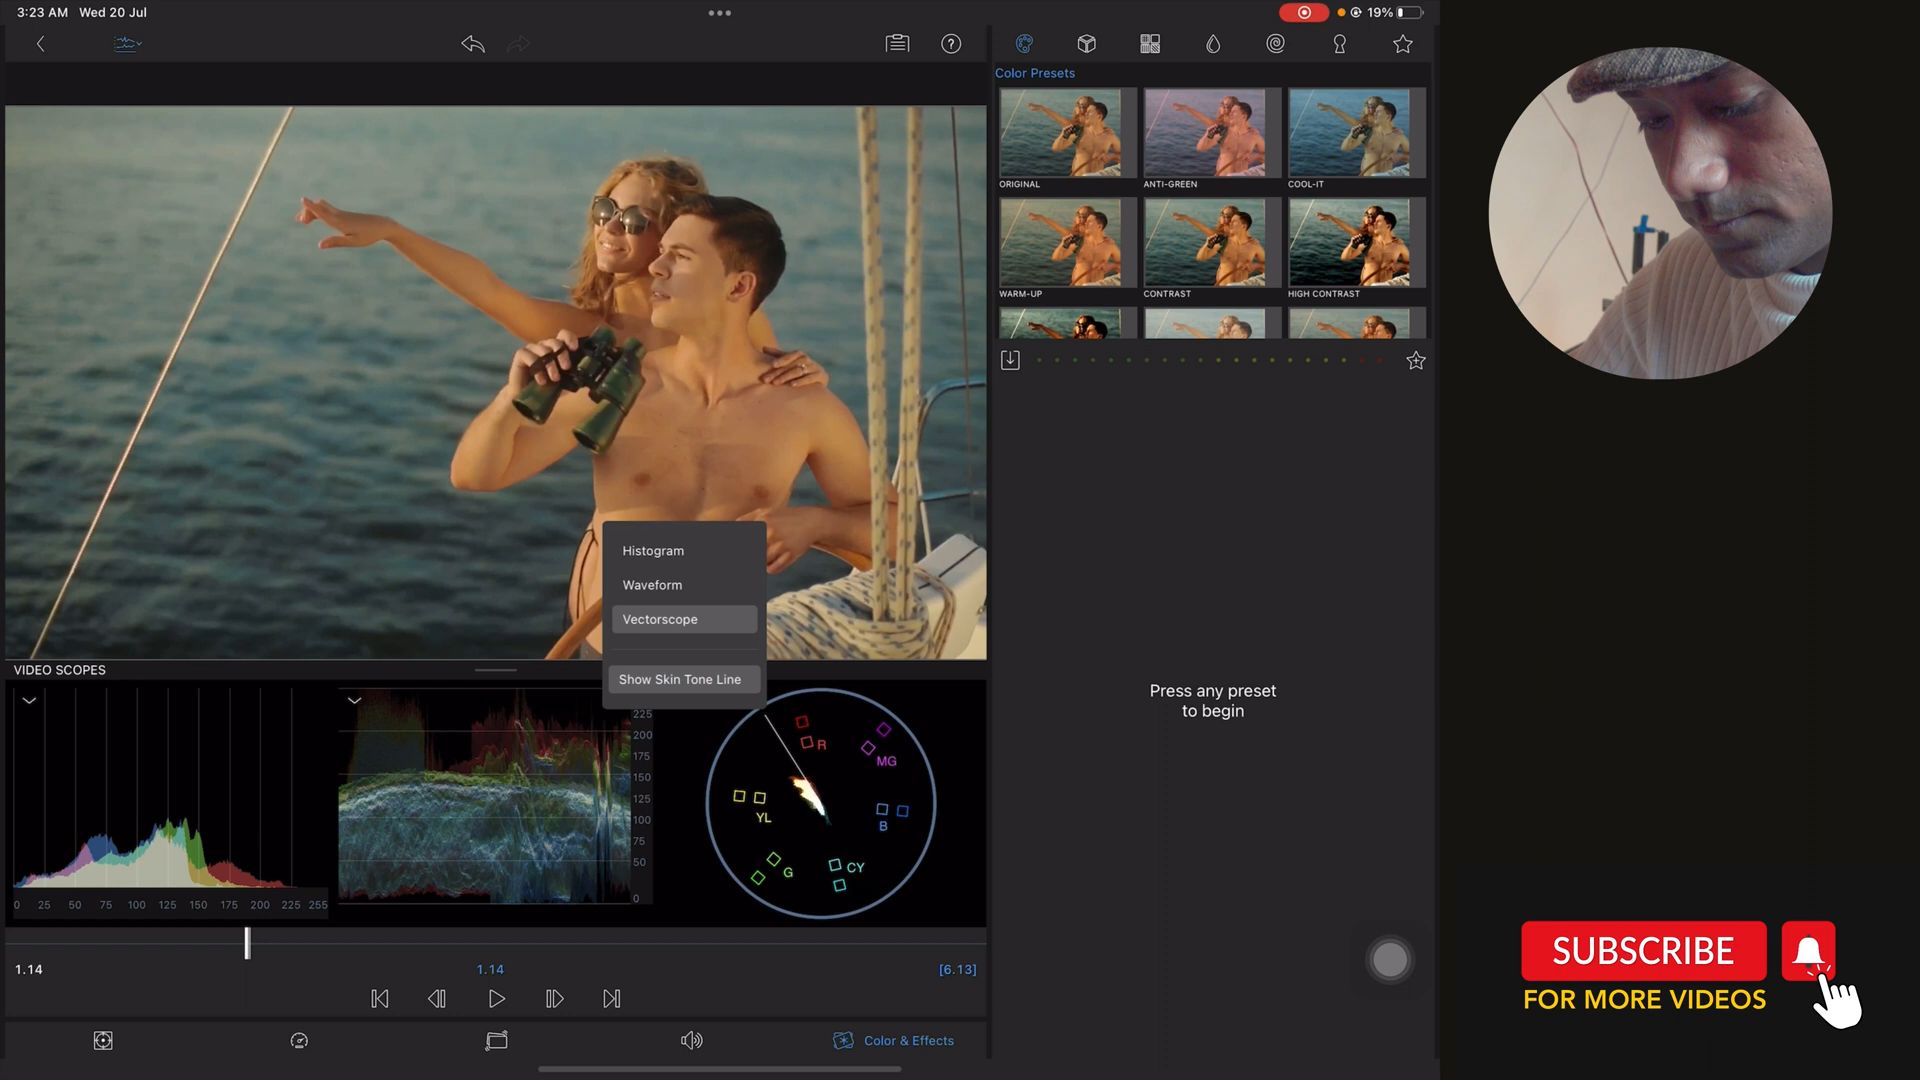 3:23 AM Wed 20 Jul
19%
Color Presets
ORIGINAL
ANTI-GREEN
COOL-IT
WARM-UP
CONTRAST
HIGH CONTRAST
Press any preset
to begin
Histogram
Waveform
Vectorscope
Show Skin Tone Line
VIDEO SCOPES
0 25 50 75 100 125 150 175 200 225 255
225
200
175
150
125
100
75
50
0
R
MG
YL
B
G
CY
1.14
1.14
[6.13]
Color & Effects
SUBSCRIBE
FOR MORE VIDEOS